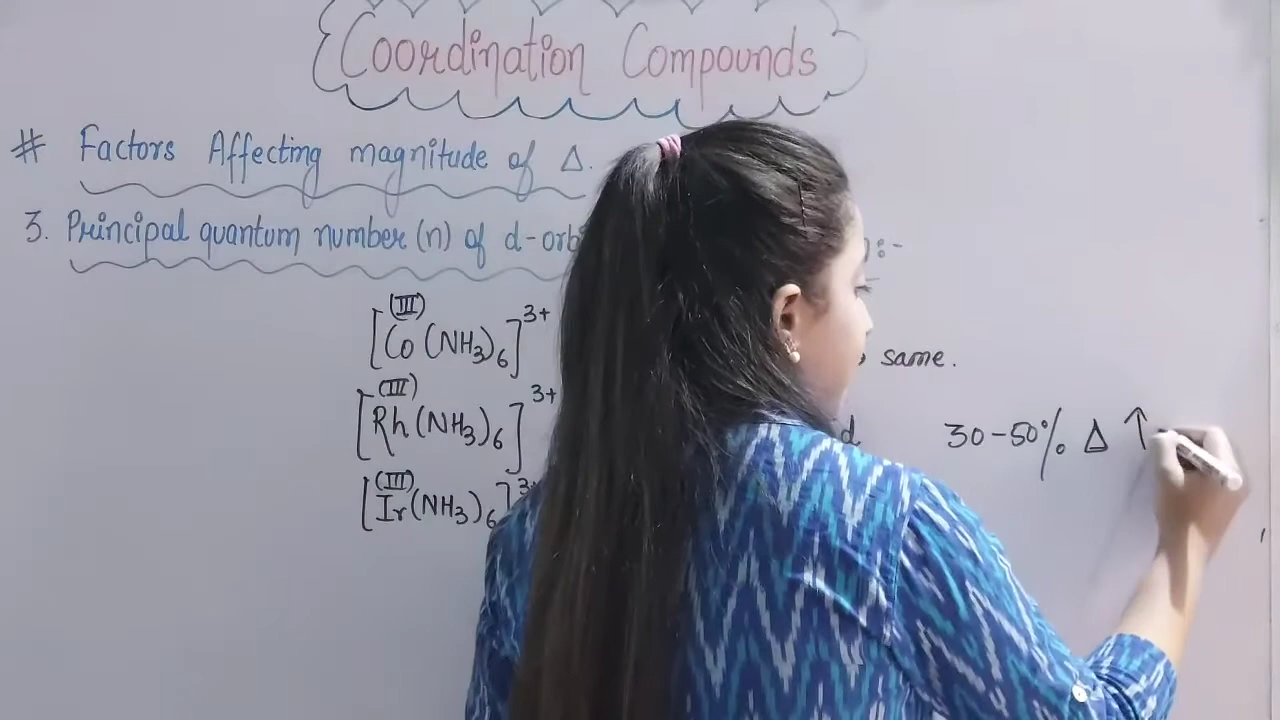 Coordination Compounds
# Factors Affecting magnitude of Δ.
3. Principal quantum number (n) of d-orb :-
[Co(III)(NH3)6]3+
same.
[Rh(III)(NH3)6]3+
30-50% Δ ↑
[Ir(III)(NH3)6]3+